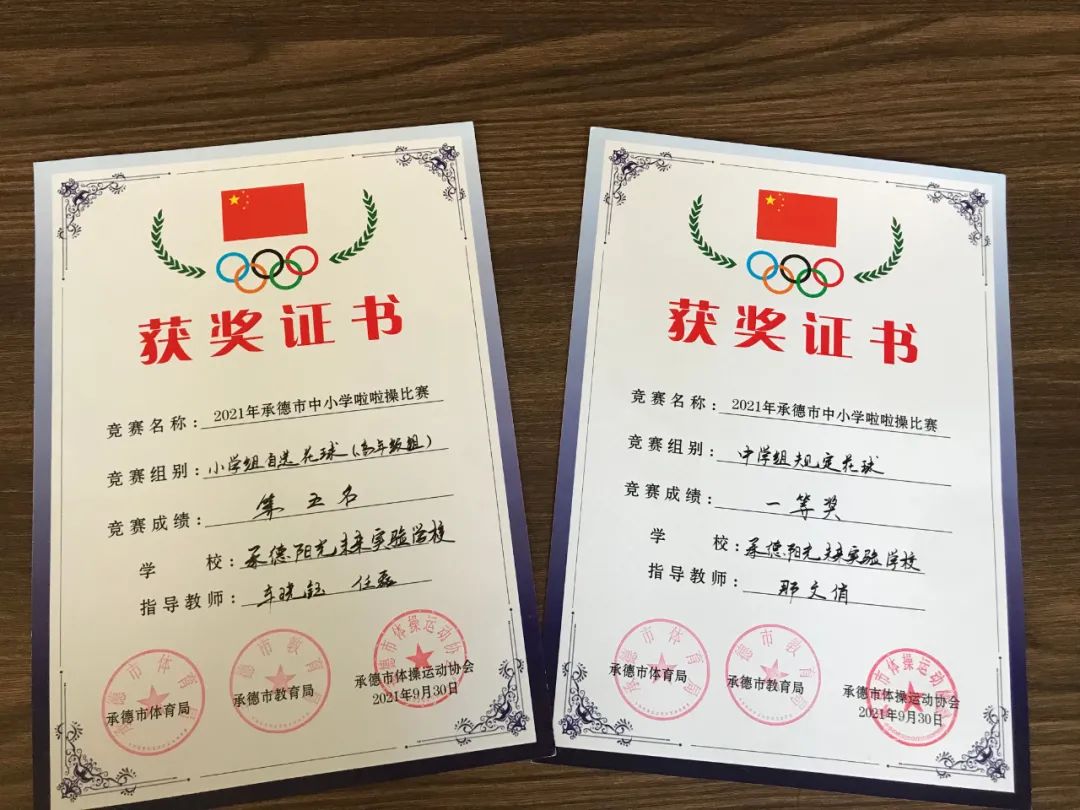 获奖证书
竞赛名称：2021年承德市中小学啦啦操比赛
竞赛组别：小学组自选花球(高年级组)
竞赛成绩：第五名
学 校：承德阳光未来实验学校
指导教师：车晓钰 任磊
承德市体育局
承德市教育局
承德市体操运动协会
2021年9月30日
获奖证书
竞赛名称：2021年承德市中小学啦啦操比赛
竞赛组别：中学组规定花球
竞赛成绩：一等奖
学 校：承德阳光未来实验学校
指导教师：那文俏
承德市体育局
承德市教育局
承德市体操运动协会
2021年9月30日